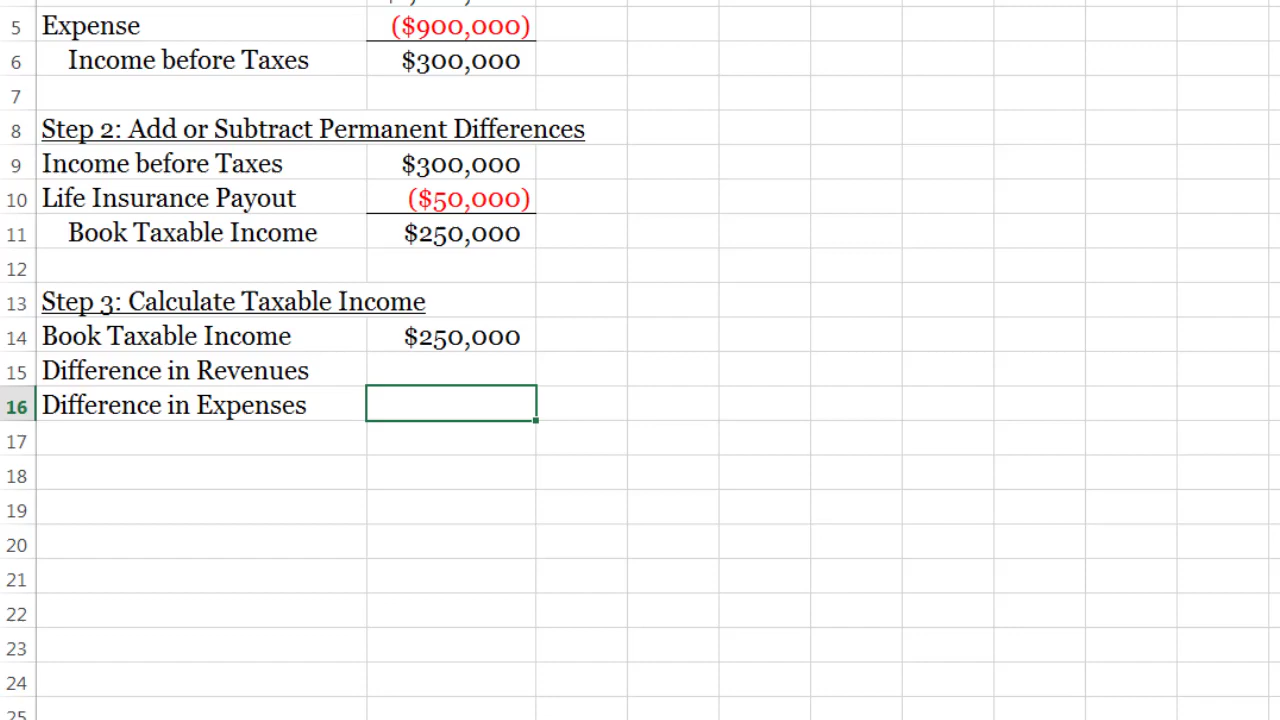 5 Expense ($900,000)
6 Income before Taxes $300,000
7
8 Step 2: Add or Subtract Permanent Differences
9 Income before Taxes $300,000
10 Life Insurance Payout ($50,000)
11 Book Taxable Income $250,000
12
13 Step 3: Calculate Taxable Income
14 Book Taxable Income $250,000
15 Difference in Revenues
16 Difference in Expenses
17
18
19
20
21
22
23
24
25